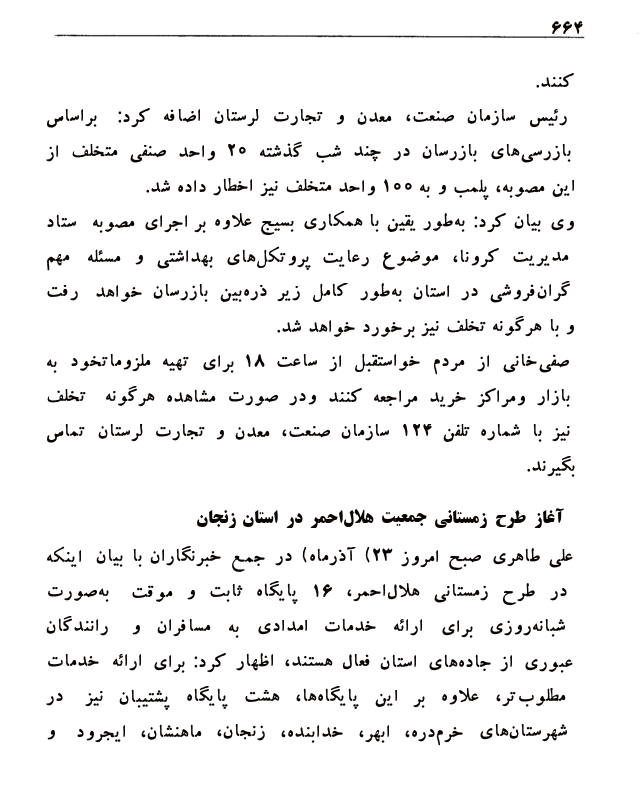 ۶۶۴
کنند.
رئیس سازمان صنعت، معدن و تجارت لرستان اضافه کرد: براساس
بازرسی‌های بازرسان در چند شب گذشته ۲۰ واحد صنفی متخلف از
این مصوبه، پلمب و به ۱۰۰ واحد متخلف نیز اخطار داده شد.
وی بیان کرد: به‌طور یقین با همکاری بسیج علاوه بر اجرای مصوبه ستاد
مدیریت کرونا، موضوع رعایت پروتکل‌های بهداشتی و مسئله مهم
گران‌فروشی در استان به‌طور کامل زیر ذره‌بین بازرسان خواهد رفت
و با هرگونه تخلف نیز برخورد خواهد شد.
صفی‌خانی از مردم خواستقبل از ساعت ۱۸ برای تهیه ملزوماتخود به
بازار ومراکز خرید مراجعه کنند ودر صورت مشاهده هرگونه تخلف
نیز با شماره تلفن ۱۲۴ سازمان صنعت، معدن و تجارت لرستان تماس
بگیرند.
آغاز طرح زمستانی جمعیت هلال‌احمر در استان زنجان
علی طاهری صبح امروز ۲۳) آذرماه) در جمع خبرنگاران با بیان اینکه
در طرح زمستانی هلال‌احمر، ۱۶ پایگاه ثابت و موقت به‌صورت
شبانه‌روزی برای ارائه خدمات امدادی به مسافران و رانندگان
عبوری از جاده‌های استان فعال هستند، اظهار کرد: برای ارائه خدمات
مطلوب‌تر، علاوه بر این پایگاه‌ها، هشت پایگاه پشتیبان نیز در
شهرستان‌های خرم‌دره، ابهر، خدابنده، زنجان، ماهنشان، ایجرود و